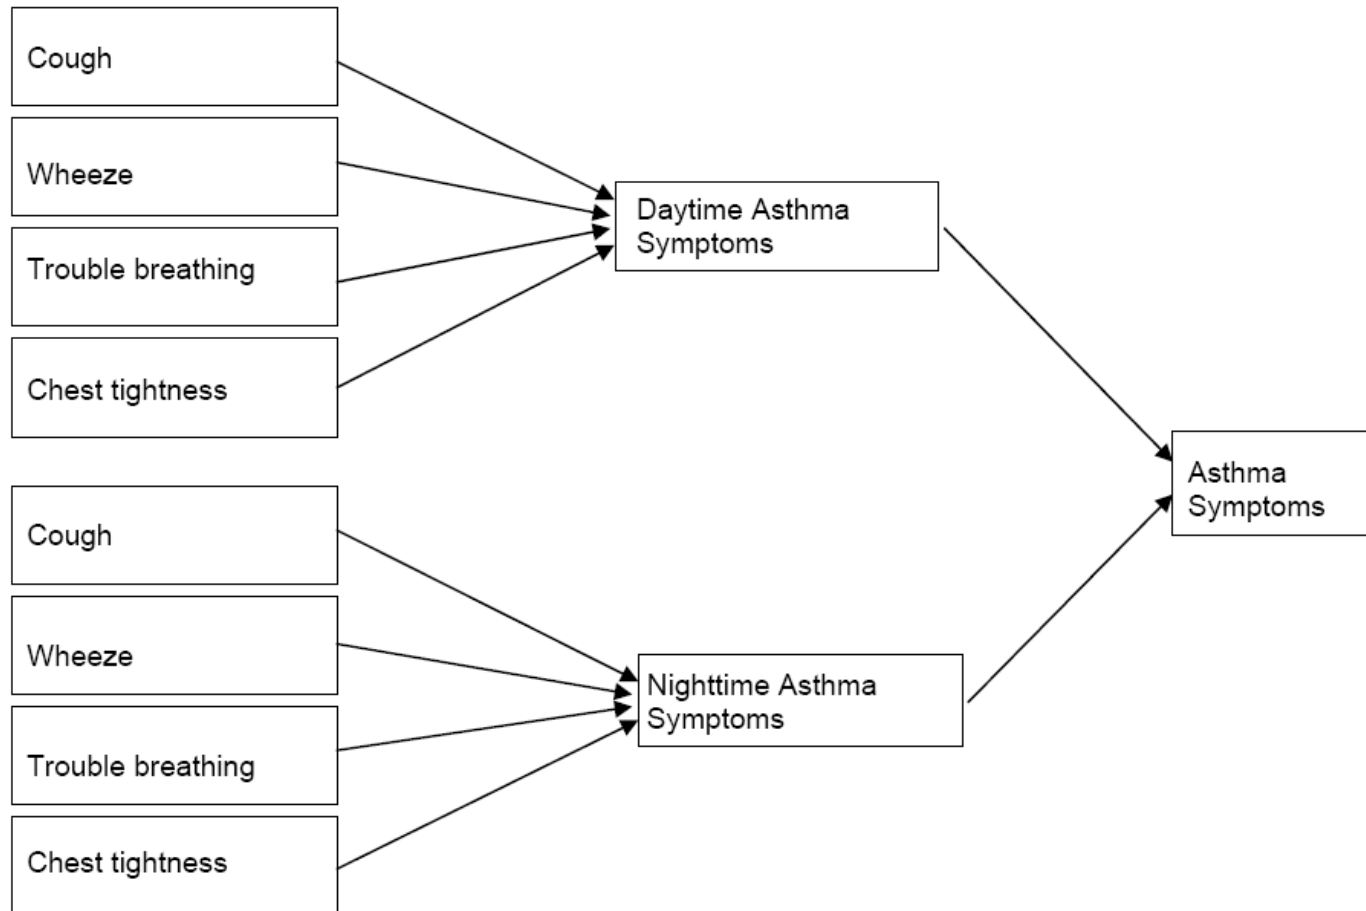 Cough
Wheeze
Trouble breathing
Chest tightness
Daytime Asthma
Symptoms
Asthma
Symptoms
Cough
Wheeze
Trouble breathing
Chest tightness
Nighttime Asthma
Symptoms